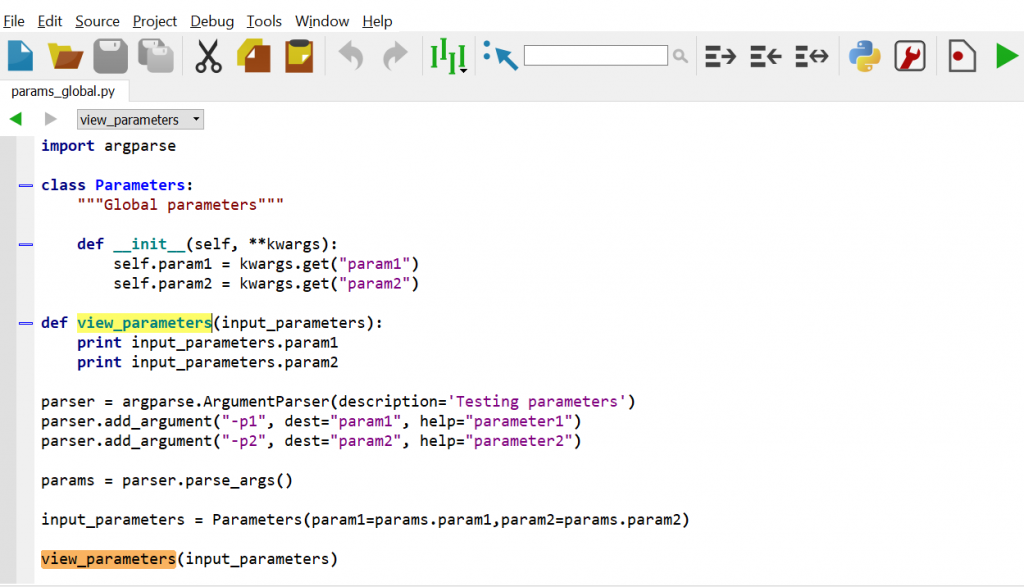 File Edit Source Project Debug Tools Window Help
params_global.py
view_parameters
import argparse
class Parameters:
"""Global parameters"""
def __init__(self, **kwargs):
self.param1 = kwargs.get("param1")
self.param2 = kwargs.get("param2")
def view_parameters(input_parameters):
print input_parameters.param1
print input_parameters.param2
parser = argparse.ArgumentParser(description='Testing parameters')
parser.add_argument("-p1", dest="param1", help="parameter1")
parser.add_argument("-p2", dest="param2", help="parameter2")
params = parser.parse_args()
input_parameters = Parameters(param1=params.param1,param2=params.param2)
view_parameters(input_parameters)